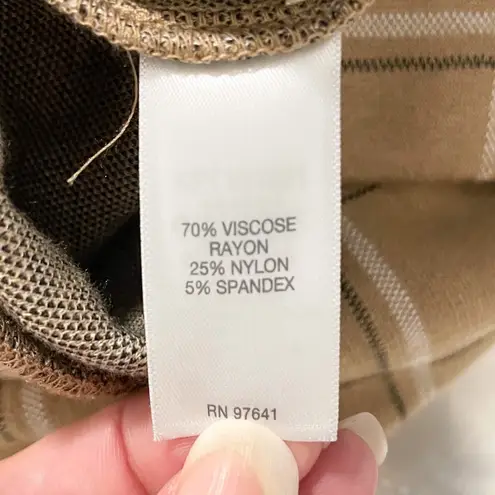 70% VISCOSE
RAYON
25% NYLON
5% SPANDEX
RN 97641